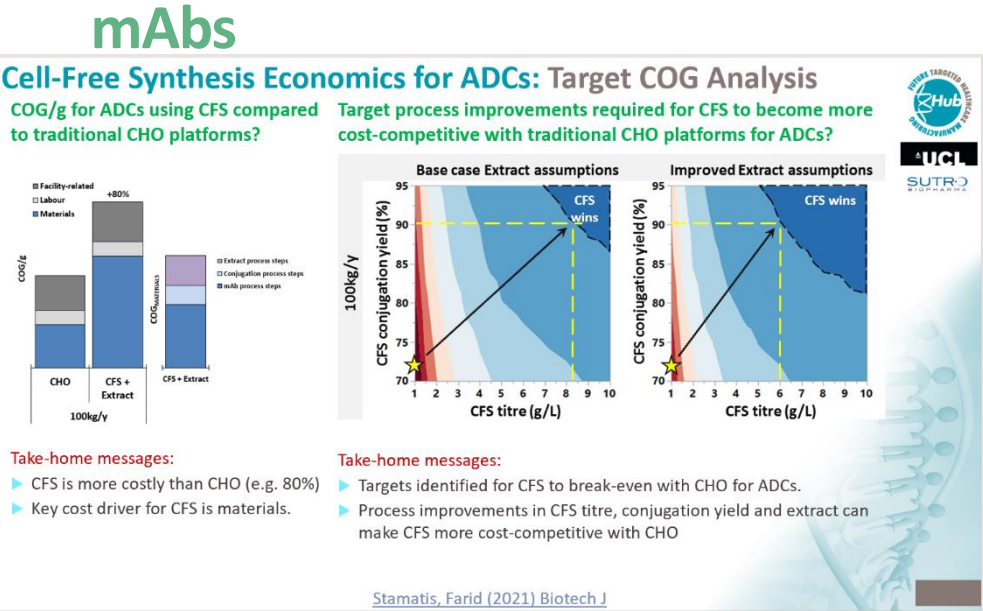 mAbs
Cell-Free Synthesis Economics for ADCs: Target COG Analysis
COG/g for ADCs using CFS compared
to traditional CHO platforms?
Target process improvements required for CFS to become more
cost-competitive with traditional CHO platforms for ADCs?
FUTURE TARGETED HEALTHCARE
MANUFACTURING
Hub
UCL
SUTRO
BIOPHARMA
Facility-related
Labour
Materials
+80%
COG/g
CHO
CFS +
Extract
100kg/y
COG MATERIALS
Extract process steps
Conjugation process steps
mAb process steps
CFS + Extract
100kg/y
Base case Extract assumptions
CFS conjugation yield (%)
95
90
85
80
75
70
CFS
wins
1 2 3 4 5 6 7 8 9 10
CFS titre (g/L)
Improved Extract assumptions
CFS conjugation yield (%)
95
90
85
80
75
70
CFS wins
1 2 3 4 5 6 7 8 9 10
CFS titre (g/L)
Take-home messages:
CFS is more costly than CHO (e.g. 80%)
Key cost driver for CFS is materials.
Take-home messages:
Targets identified for CFS to break-even with CHO for ADCs.
Process improvements in CFS titre, conjugation yield and extract can
make CFS more cost-competitive with CHO
Stamatis, Farid (2021) Biotech J